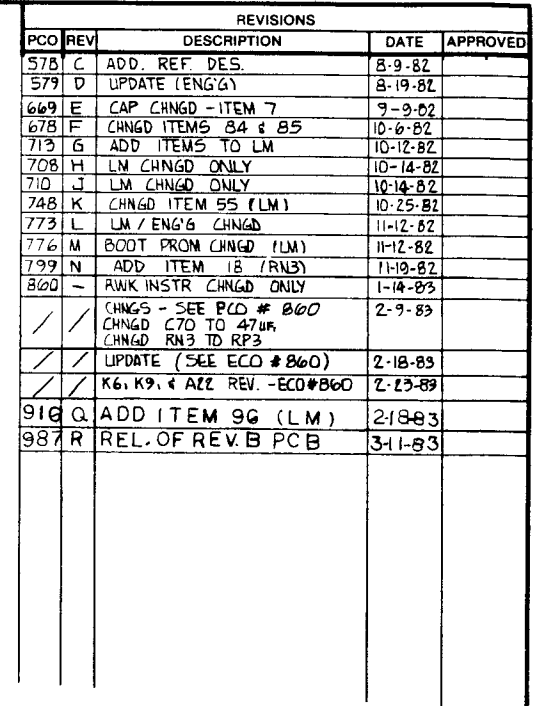 REVISIONS
PCO REV DESCRIPTION DATE APPROVED
578 C ADD. REF. DES. 8-9-82
579 D UPDATE (ENG'G) 8-19-82
669 E CAP CHNGD - ITEM 7 9-9-82
678 F CHNGD ITEMS 84 & 85 10-6-82
713 G ADD ITEMS TO LM 10-12-82
708 H LM CHNGD ONLY 10-14-82
710 J LM CHNGD ONLY 10-14-82
748 K CHNGD ITEM 55 (LM) 10-25-82
773 L LM / ENG'G CHNGD 11-12-82
776 M BOOT PROM CHNGD (LM) 11-12-82
799 N ADD ITEM 18 (RN3) 11-19-82
860 - RWK INSTR CHNGD ONLY 1-14-83
/ / CHNGS - SEE PCO # 860 2-9-83
CHNGD C70 TO 47uF,
CHNGD RN3 TO RP3
/ / UPDATE (SEE ECO #860) 2-18-83
/ / K6, K9, & A22 REV. -ECO#860 2-23-83
916 Q ADD ITEM 96 (LM) 2-18-83
987 R REL. OF REV. B PCB 3-11-83